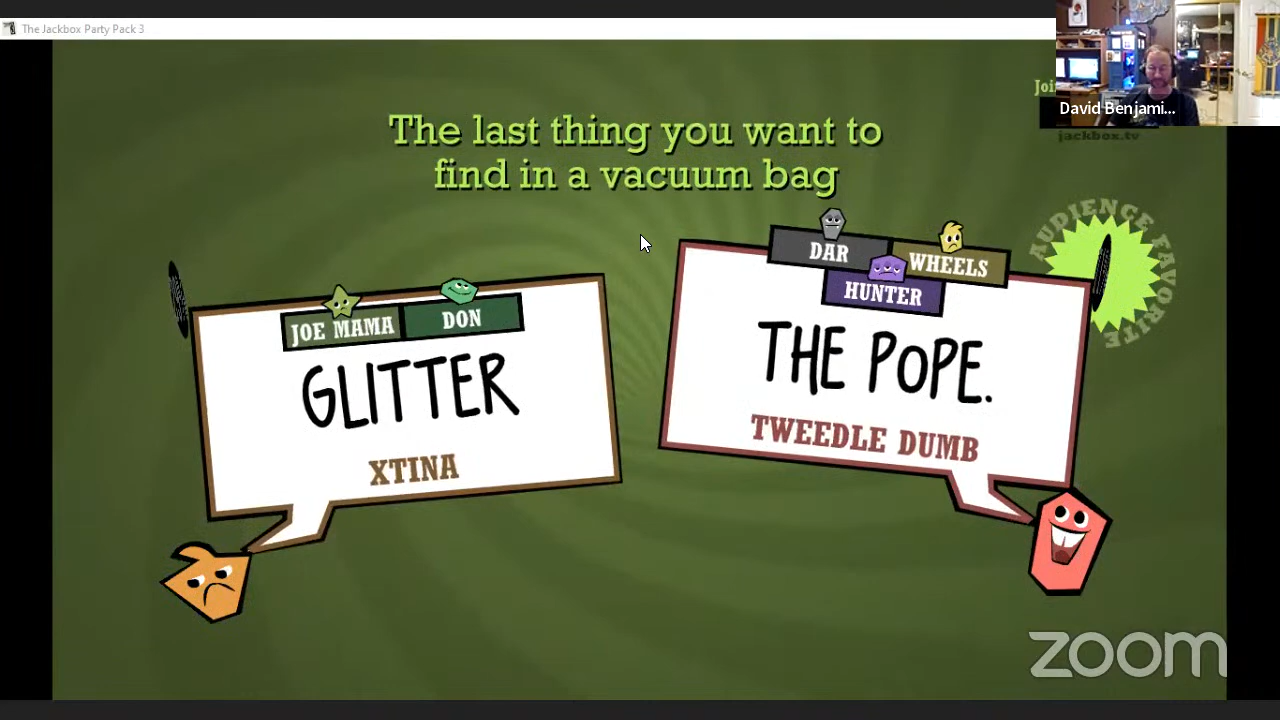 The Jackbox Party Pack 3
David Benjami...
jackbox.tv
The last thing you want to
find in a vacuum bag
AUDIENCE FAVORITE
JOE MAMA
DON
GLITTER
XTINA
DAR
WHEELS
HUNTER
THE POPE.
TWEEDLE DUMB
zoom